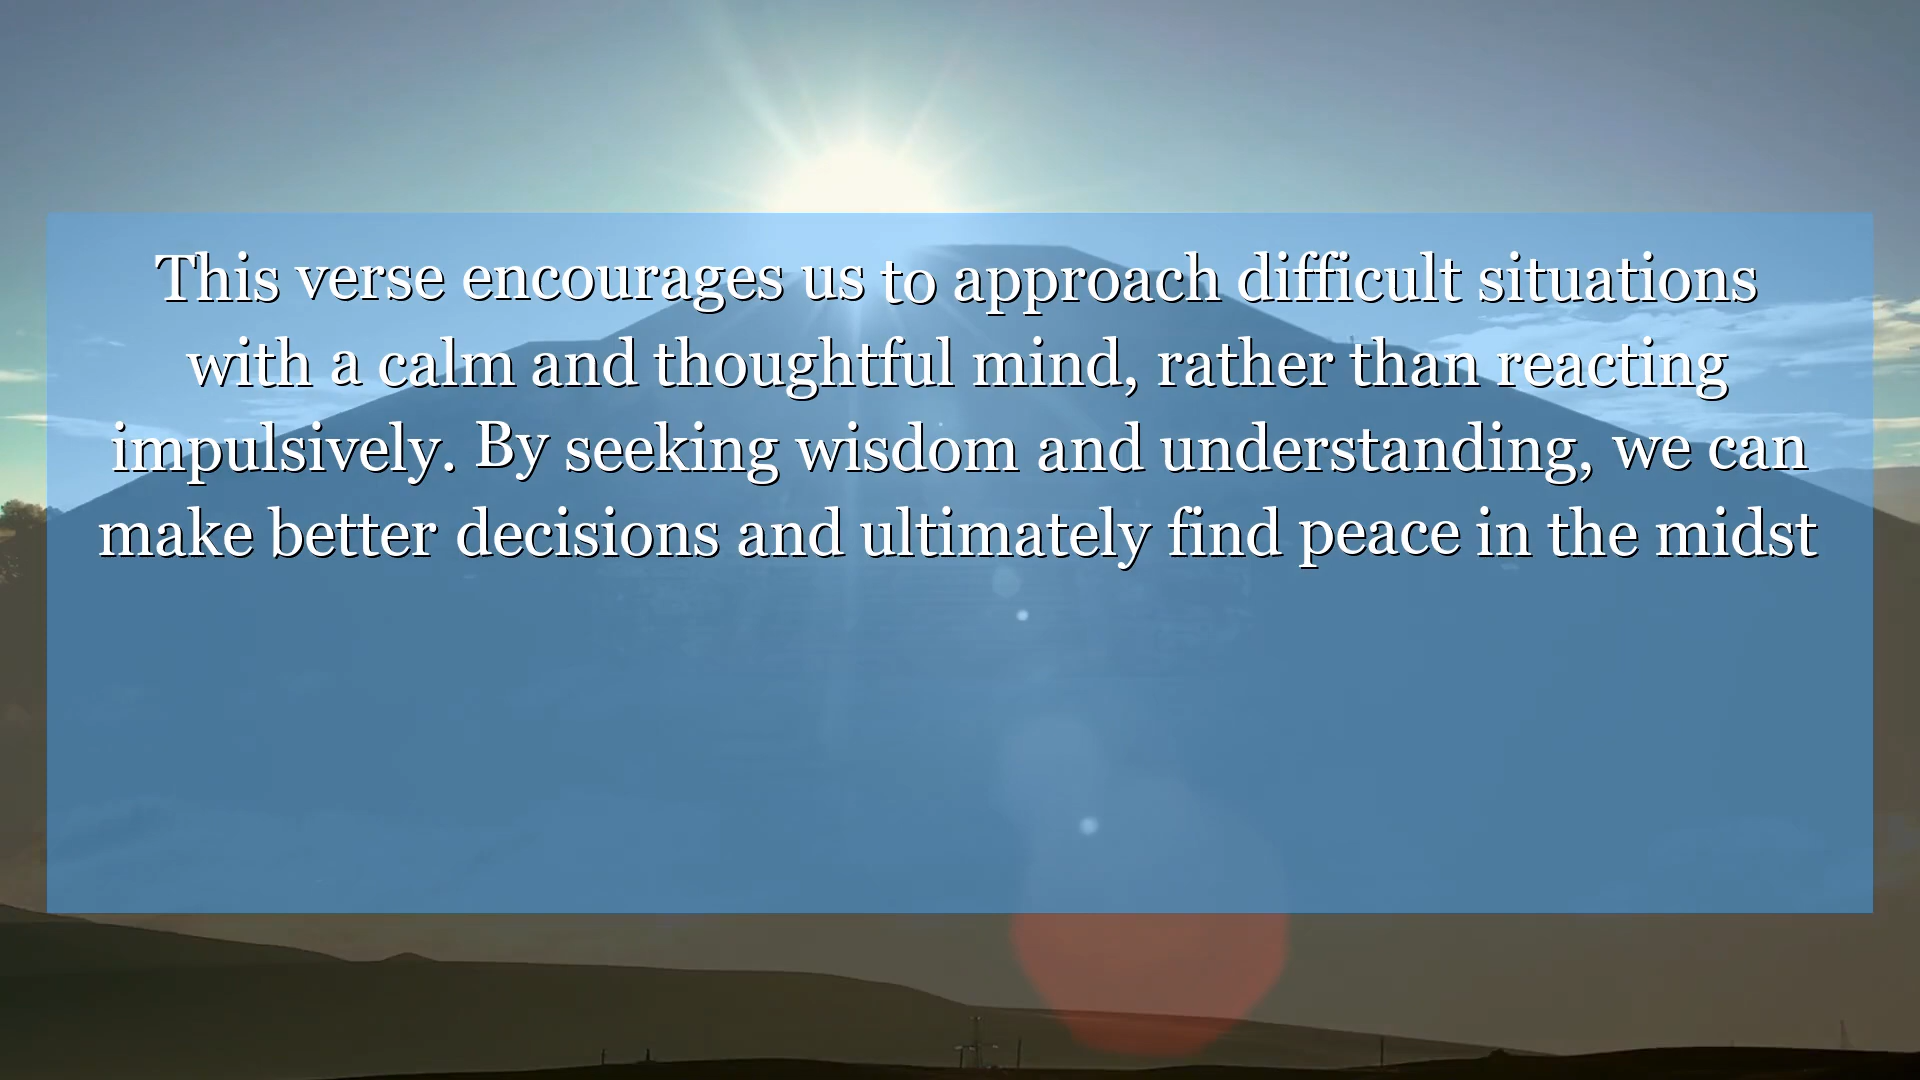 This verse encourages us to approach difficult situations
with a calm and thoughtful mind, rather than reacting
impulsively. By seeking wisdom and understanding, we can
make better decisions and ultimately find peace in the midst